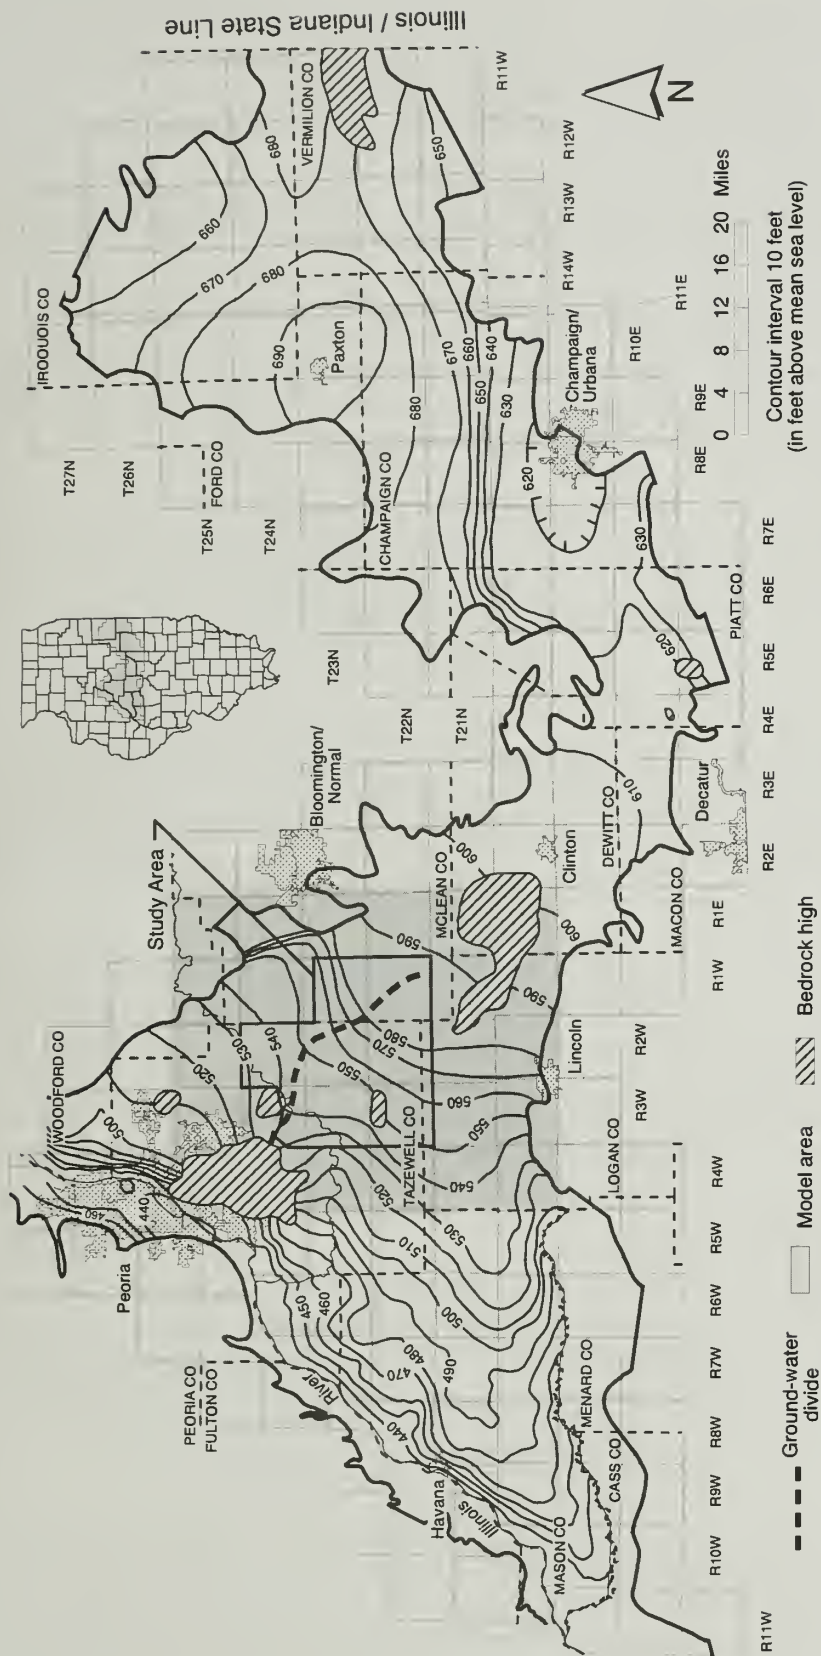 Illinois / Indiana State Line
IROQUOIS CO
VERMILION CO
FORD CO
CHAMPAIGN CO
Paxton
Champaign/
Urbana
PIATT CO
WOODFORD CO
Study Area
Bloomington/
Normal
MCLEAN CO
Clinton
DEWITT CO
MACON CO
Decatur
Peoria
PEORIA CO
FULTON CO
TAZEWELL CO
LOGAN CO
Lincoln
Havana
Illinois
River
MASON CO
CASS CO
MENARD CO
T27N
T26N
T25N
T24N
T23N
T22N
T21N
R11W
R10W
R9W
R8W
R7W
R6W
R5W
R4W
R3W
R2W
R1W
R1E
R2E
R3E
R4E
R5E
R6E
R7E
R8E
R9E
R10E
R11E
R14W
R13W
R12W
R11W
460
440
500
520
530
540
550
560
570
580
590
590
600
600
610
620
630
620
630
640
650
660
670
680
690
680
670
660
680
650
550
540
530
520
510
500
490
480
470
460
450
440
N
0 4 8 12 16 20 Miles
Contour interval 10 feet
(in feet above mean sea level)
Ground-water
divide
Model area
Bedrock high